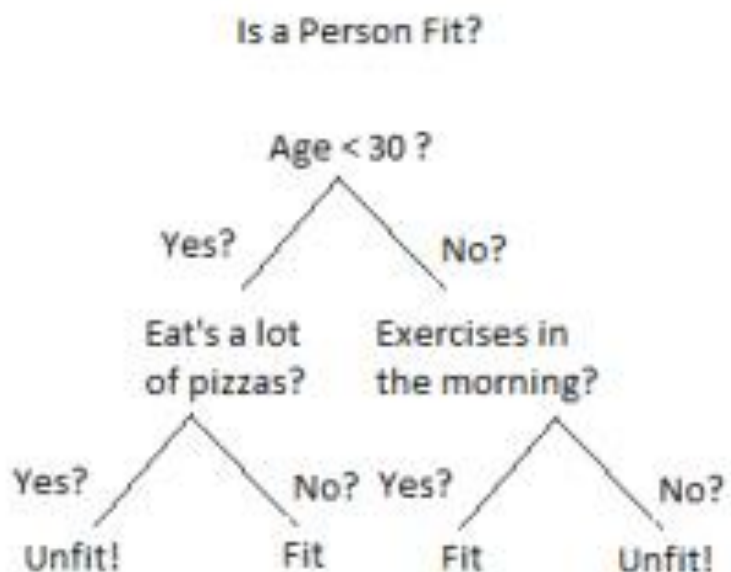 Is a Person Fit?
Age < 30 ?
Yes?
No?
Eat's a lot
of pizzas?
Exercises in
the morning?
Yes?
No?
Yes?
No?
Unfit!
Fit
Fit
Unfit!